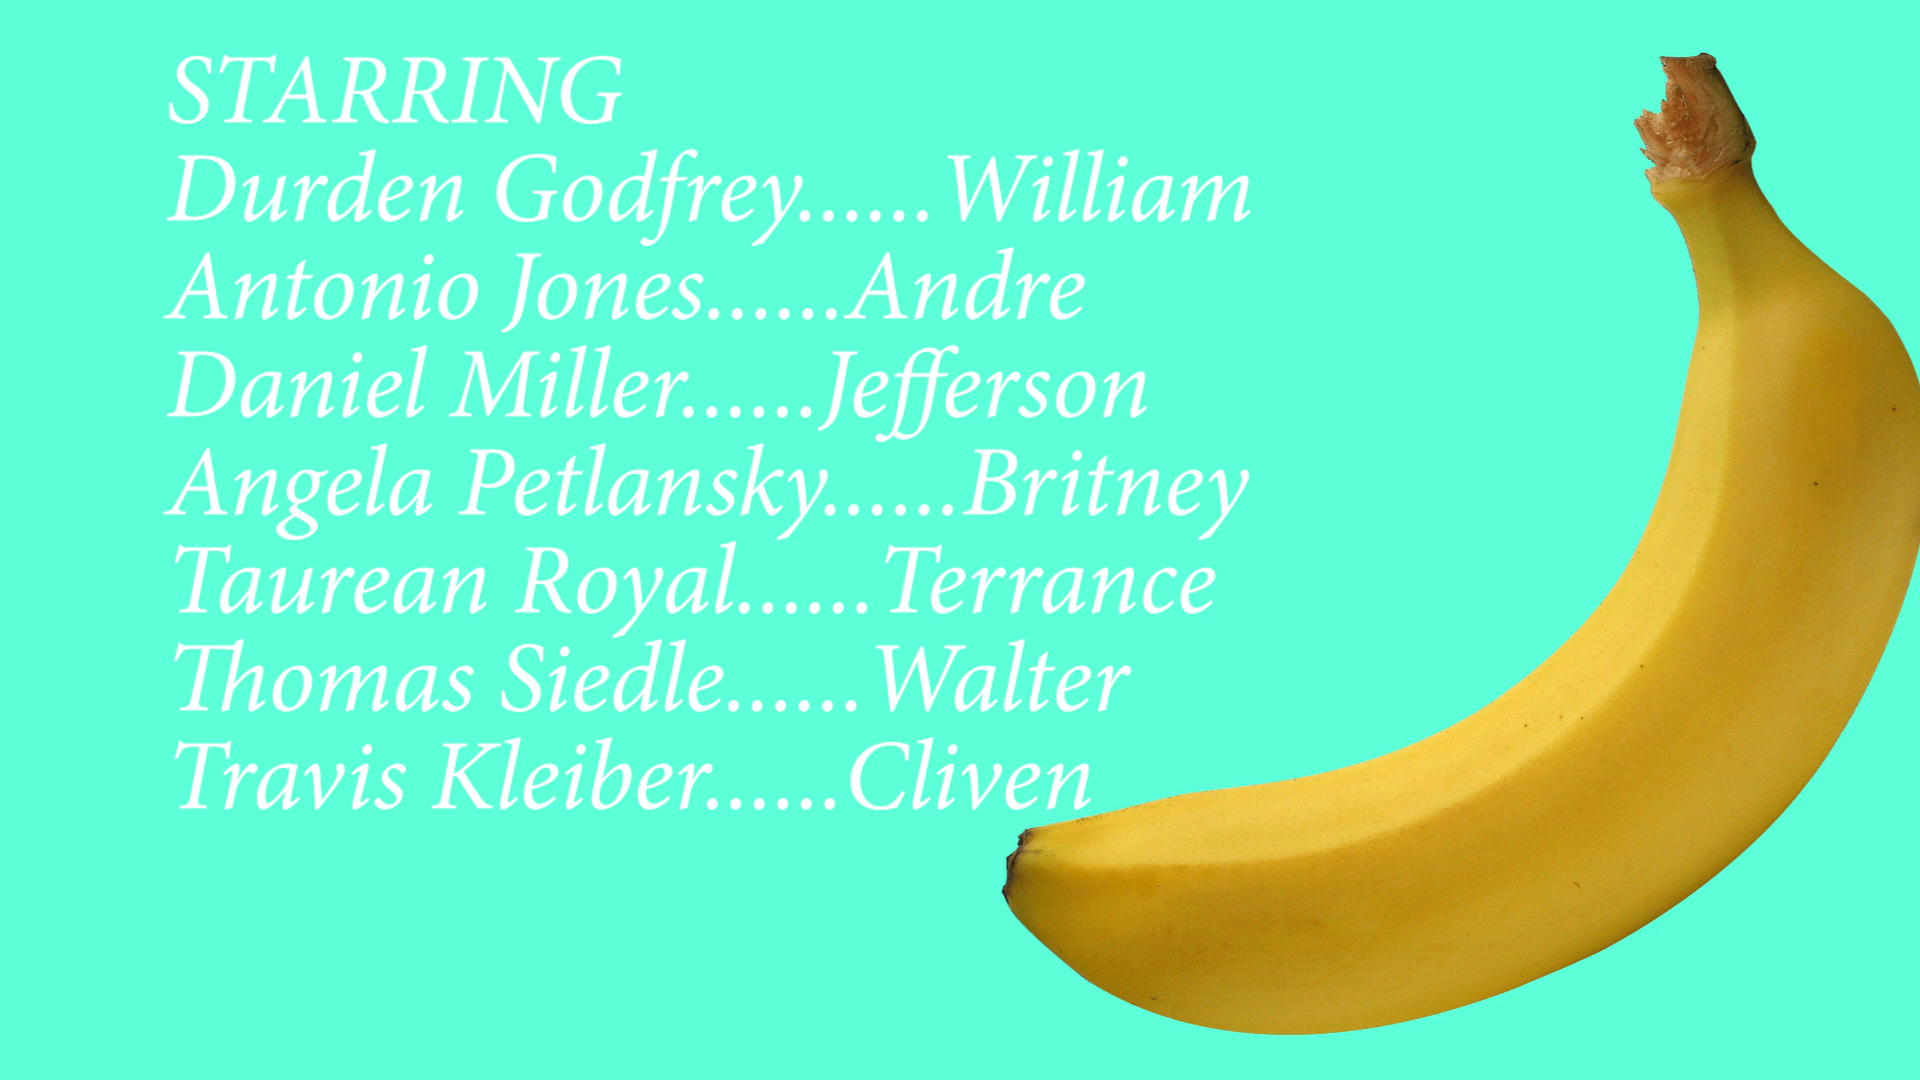 STARRING
Durden Godfrey......William
Antonio Jones......Andre
Daniel Miller......Jefferson
Angela Petlansky......Britney
Taurean Royal......Terrance
Thomas Siedle......Walter
Travis Kleiber......Cliven